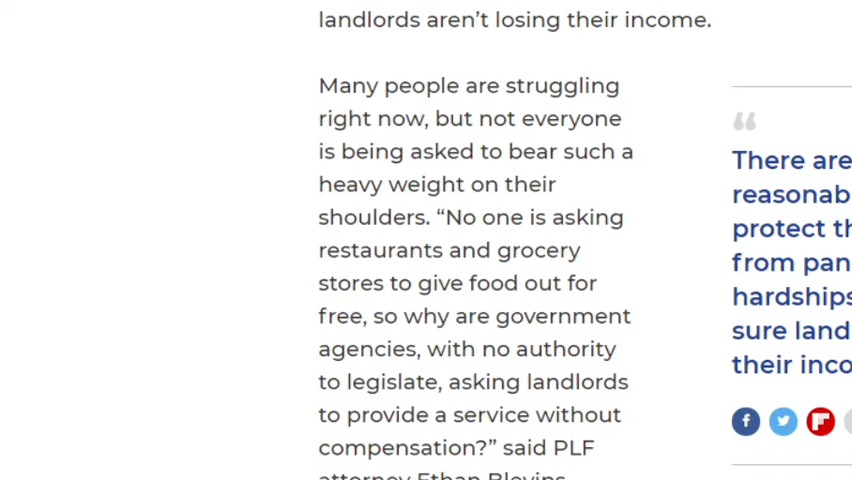 landlords aren’t losing their income.
Many people are struggling
right now, but not everyone
is being asked to bear such a
heavy weight on their
shoulders. “No one is asking
restaurants and grocery
stores to give food out for
free, so why are government
agencies, with no authority
to legislate, asking landlords
to provide a service without
compensation?” said PLF
attorney Ethan Blevins.
“
There are
reasonab
protect th
from pan
hardships
sure land
their inco